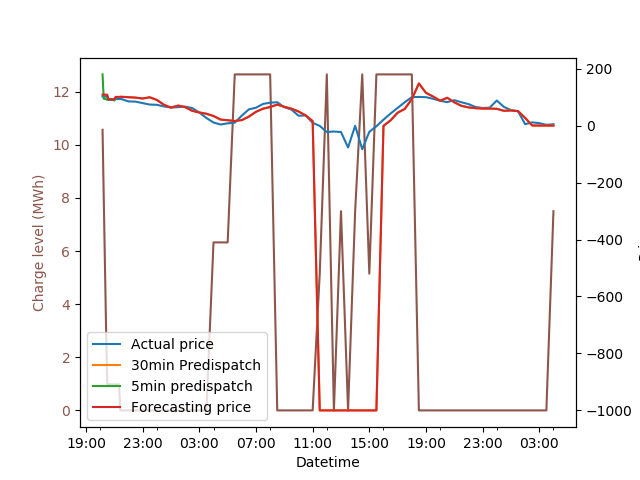 12
10
8
6
4
2
0
Charge level (MWh)
200
0
−200
−400
−600
−800
−1000
Actual price
30min Predispatch
5min predispatch
Forecasting price
19:00 23:00 03:00 07:00 11:00 15:00 19:00 23:00 03:00
Datetime